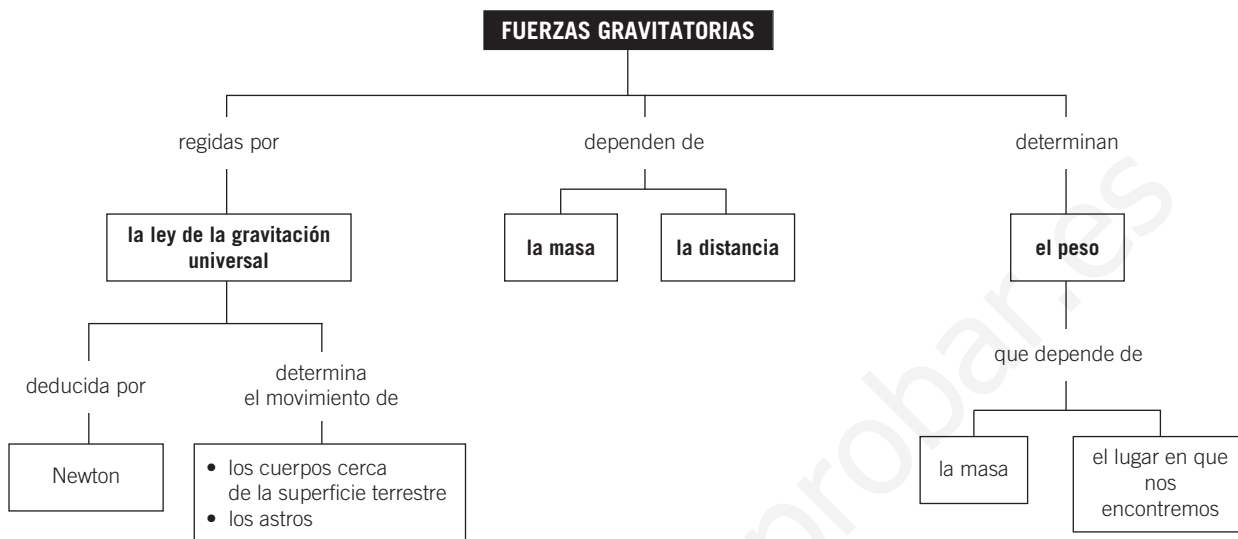 FUERZAS GRAVITATORIAS
regidas por
dependen de
determinan
la ley de la gravitación
universal
la masa
la distancia
el peso
deducida por
determina
el movimiento de
que depende de
Newton
• los cuerpos cerca
de la superficie terrestre
• los astros
la masa
el lugar en que
nos
encontremos
probar.es